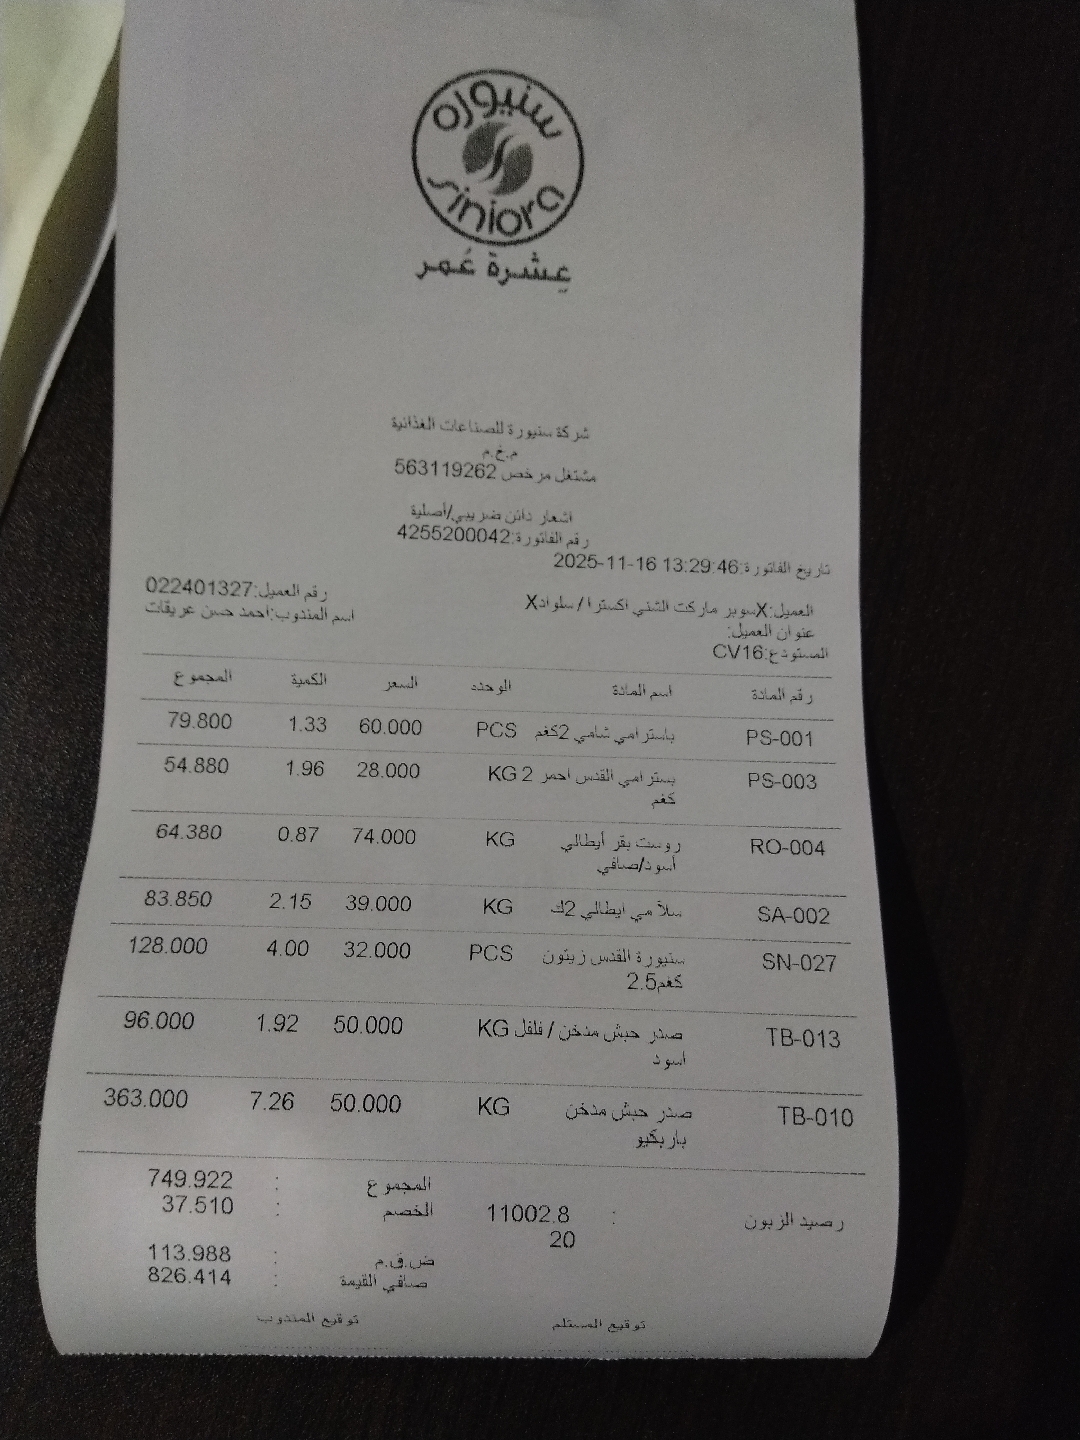 سنيورة
siniora
عِشرة عُمر
شركة سنيورة للصناعات الغذائية
م.خ.م
مشتغل مرخص 563119262
اشعار دائن ضريبي/أصلية
رقم الفاتورة:4255200042
تاريخ الفاتورة:2025-11-16 13:29:46
رقم العميل:022401327
العميل:Xسوبر ماركت الشني اكسترا/ سلوادX
اسم المندوب:احمد حسن عريقات
عنوان العميل:
المستودع:CV16
رقم المادة اسم المادة الوحده السعر الكمية المجموع
PS-001 باسترامي شامي 2كغم PCS 60.000 1.33 79.800
PS-003 بسترامي القدس احمر 2 KG 28.000 1.96 54.880
كغم
RO-004 روست بقر أيطالي KG 74.000 0.87 64.380
أسود/صافي
SA-002 سلامي ايطالي 2ك KG 39.000 2.15 83.850
SN-027 سنيورة القدس زيتون PCS 32.000 4.00 128.000
2.5كغم
TB-013 صدر حبش مدخن / فلفل KG 50.000 1.92 96.000
اسود
TB-010 صدر حبش مدخن KG 50.000 7.26 363.000
باربكيو
المجموع : 749.922
الخصم : 37.510
رصيد الزبون : 11002.8
20
ض.ق.م : 113.988
صافي القيمة : 826.414
توقيع المستلم توقيع المندوب